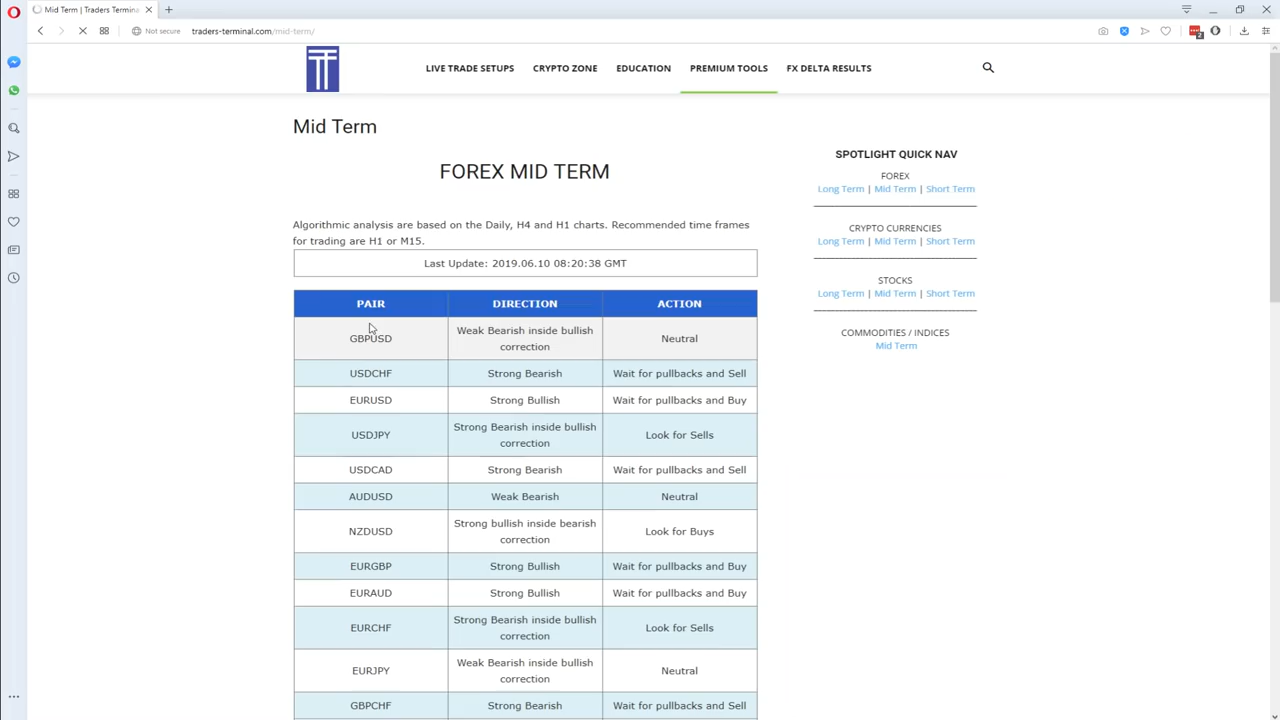 Mid Term | Traders Termina
Not secure
traders-terminal.com/mid-term/
2
LIVE TRADE SETUPS
CRYPTO ZONE
EDUCATION
PREMIUM TOOLS
FX DELTA RESULTS
Mid Term
FOREX MID TERM
Algorithmic analysis are based on the Daily, H4 and H1 charts. Recommended time frames
for trading are H1 or M15.
Last Update: 2019.06.10 08:20:38 GMT
PAIR DIRECTION ACTION
GBPUSD Weak Bearish inside bullish
correction Neutral
USDCHF Strong Bearish Wait for pullbacks and Sell
EURUSD Strong Bullish Wait for pullbacks and Buy
USDJPY Strong Bearish inside bullish
correction Look for Sells
USDCAD Strong Bearish Wait for pullbacks and Sell
AUDUSD Weak Bearish Neutral
NZDUSD Strong bullish inside bearish
correction Look for Buys
EURGBP Strong Bullish Wait for pullbacks and Buy
EURAUD Strong Bullish Wait for pullbacks and Buy
EURCHF Strong Bearish inside bullish
correction Look for Sells
EURJPY Weak Bearish inside bullish
correction Neutral
GBPCHF Strong Bearish Wait for pullbacks and Sell
SPOTLIGHT QUICK NAV
FOREX
Long Term | Mid Term | Short Term
CRYPTO CURRENCIES
Long Term | Mid Term | Short Term
STOCKS
Long Term | Mid Term | Short Term
COMMODITIES / INDICES
Mid Term